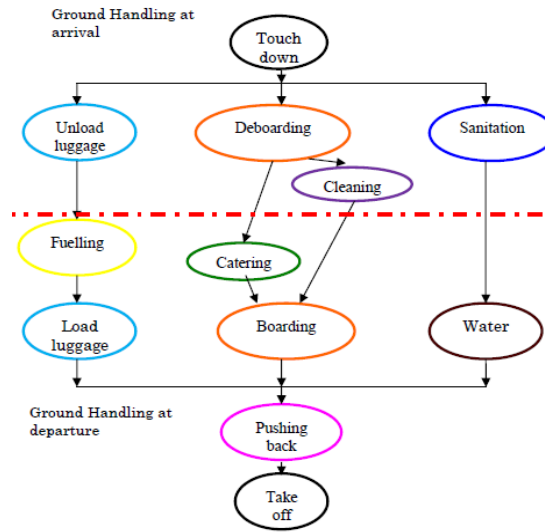 Ground Handling at
arrival
Touch
down
Unload
luggage
Deboarding
Sanitation
Cleaning
Fuelling
Catering
Load
luggage
Boarding
Water
Ground Handling at
departure
Pushing
back
Take
off